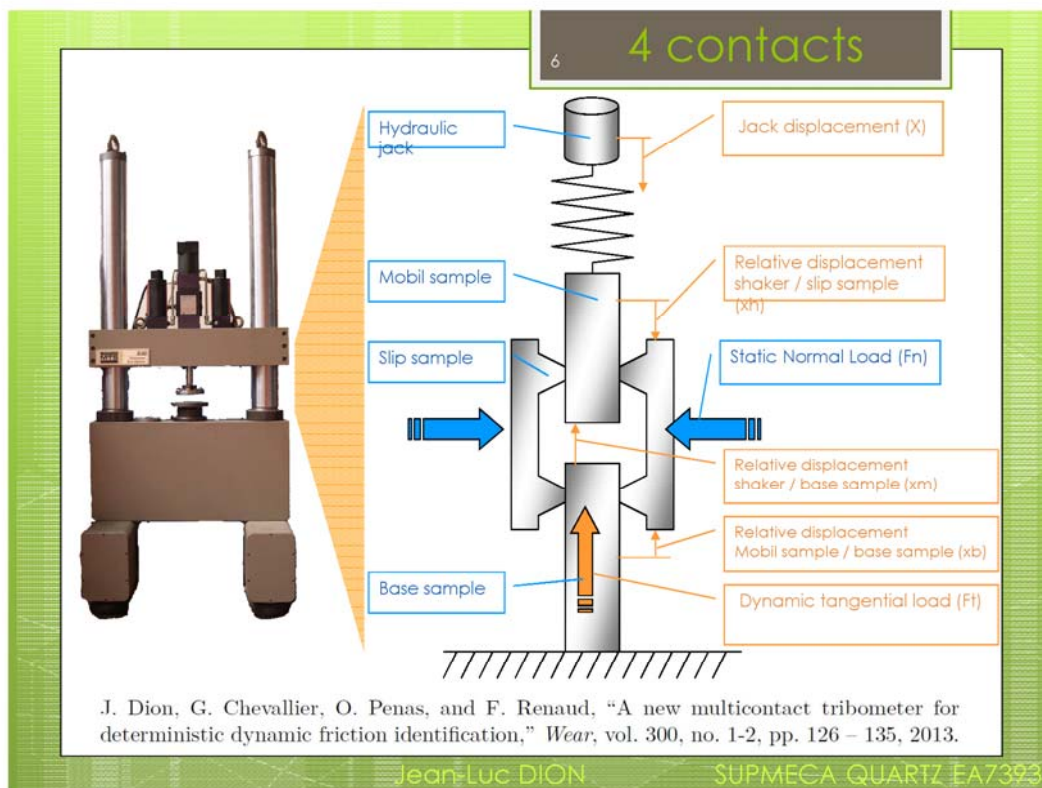 6
4 contacts
Hydraulic
jack
Jack displacement (X)
Mobil sample
Relative displacement
shaker / slip sample
(xh)
Slip sample
Static Normal Load (Fn)
Relative displacement
shaker / base sample (xm)
Relative displacement
Mobil sample / base sample (xb)
Base sample
Dynamic tangential load (Ft)
J. Dion, G. Chevallier, O. Penas, and F. Renaud, “A new multicontact tribometer for
deterministic dynamic friction identification,” Wear, vol. 300, no. 1-2, pp. 126 – 135, 2013.
Jean-Luc DION
SUPMECA QUARTZ EA7393